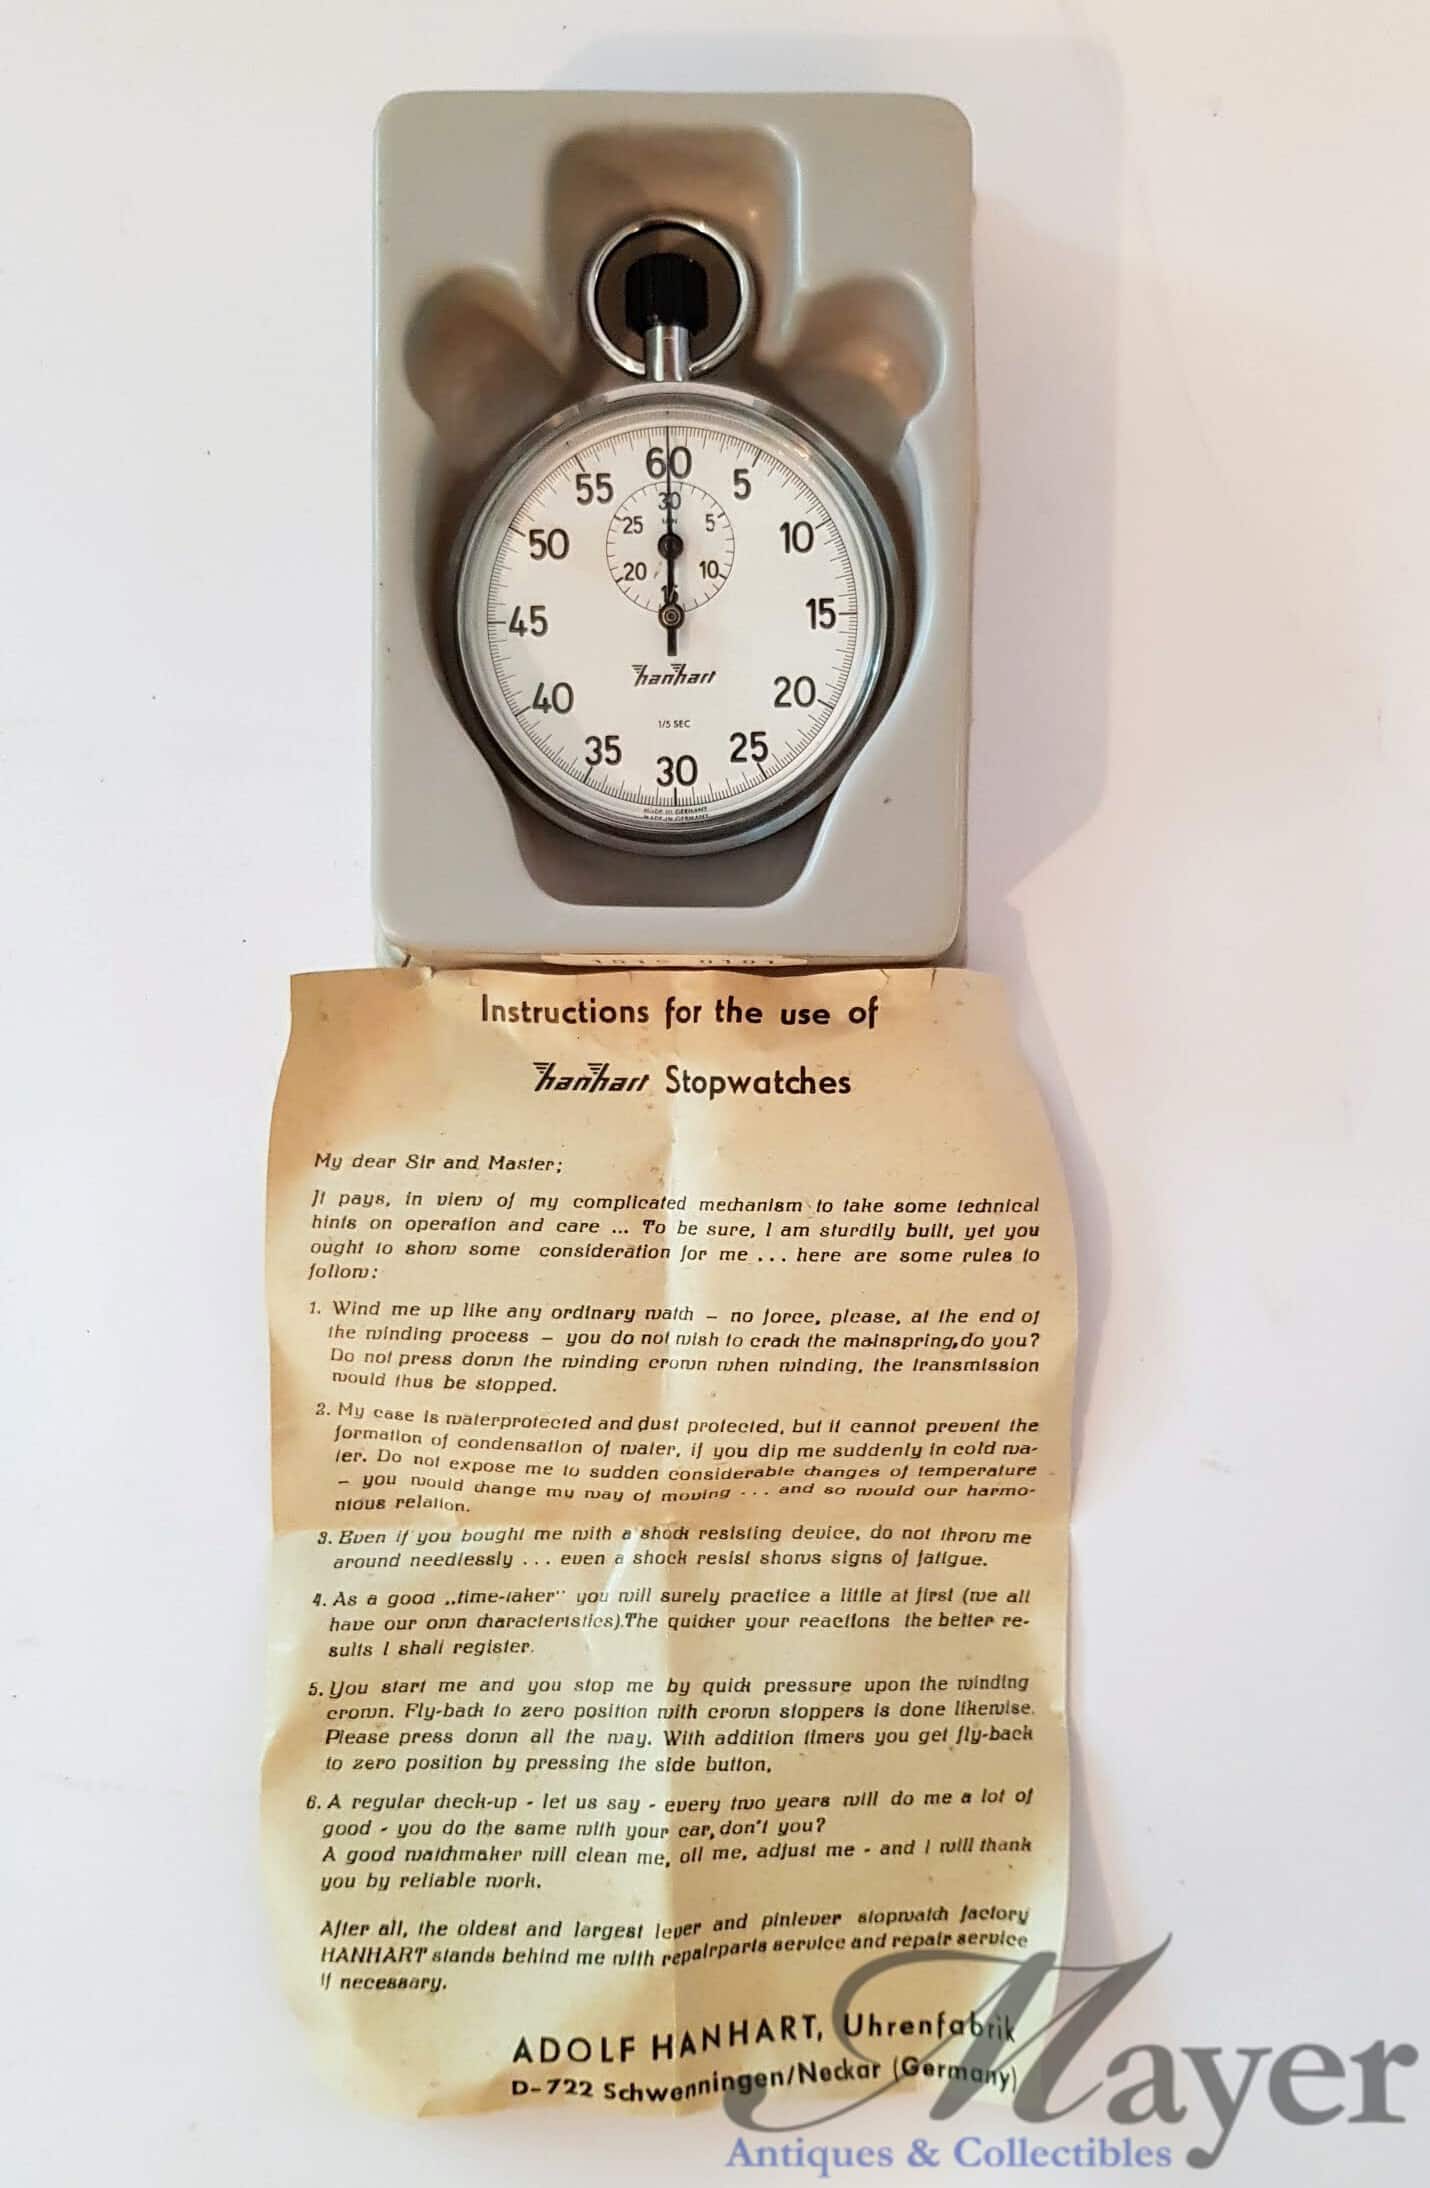 60
5
10
15
20
25
30
35
40
45
50
55
30
5
10
15
20
25
hanhart
1/5 SEC
MADE IN GERMANY
MADE IN GERMANY
Instructions for the use of
hanhart Stopwatches
My dear Sir and Master;
It pays, in view of my complicated mechanism to take some technical
hints on operation and care ... To be sure, I am sturdily built, yet you
ought to show some consideration for me ... here are some rules to
follow:
1. Wind me up like any ordinary watch – no force, please, at the end of
the winding process – you do not wish to crack the mainspring, do you?
Do not press down the winding crown when winding, the transmission
would thus be stopped.
2. My case is waterprotected and dust protected, but it cannot prevent the
formation of condensation of water, if you dip me suddenly in cold wa-
ter. Do not expose me to sudden considerable changes of temperature
– you would change my way of moving ... and so would our harmo-
nious relation.
3. Even if you bought me with a shock resisting device, do not throw me
around needlessly ... even a shock resist shows signs of fatigue.
4. As a good „time-taker" you will surely practice a little at first (we all
have our own characteristics). The quicker your reactions the better re-
sults I shall register.
5. You start me and you stop me by quick pressure upon the winding
crown. Fly-back to zero position with crown stoppers is done likewise.
Please press down all the way. With addition timers you get fly-back
to zero position by pressing the side button,
6. A regular check-up - let us say - every two years will do me a lot of
good - you do the same with your car, don't you?
A good watchmaker will clean me, oil me, adjust me - and I will thank
you by reliable work.
After all, the oldest and largest lever and pinlever stopwatch factory
HANHART stands behind me with repairparts service and repair service
if necessary.
ADOLF HANHART, Uhrenfabrik
D-722 Schwenningen/Neckar (Germany)
Mayer
Antiques & Collectibles